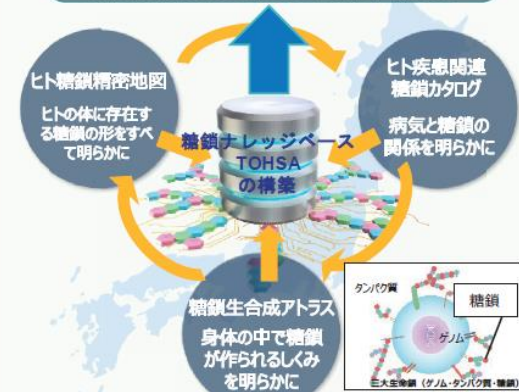 ヒト糖鎖精密地図
ヒトの体に存在す
る糖鎖の形をすべ
て明らかに
ヒト疾患関連
糖鎖カタログ
病気と糖鎖の
関係を明らかに
糖鎖ナレッジベース
TOHSA
の構築
糖鎖生合成アトラス
身体の中で糖鎖
が作られるしくみ
を明らかに
タンパク質
糖鎖
ゲノム
三大生命鎖（ゲノム・タンパク質・糖鎖）